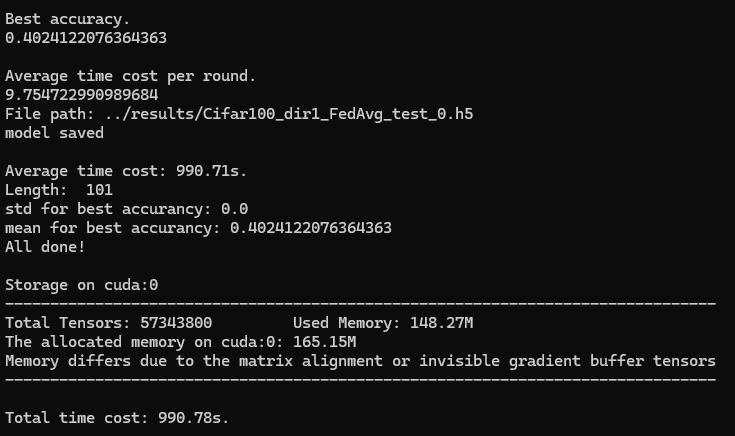 Best accuracy.
0.4024122076364363
Average time cost per round.
9.754722990989684
File path: ../results/Cifar100_dir1_FedAvg_test_0.h5
model saved
Average time cost: 990.71s.
Length:  101
std for best accurancy: 0.0
mean for best accurancy: 0.4024122076364363
All done!
Storage on cuda:0
-------------------------------------------------------------------------------
Total Tensors: 57343800         Used Memory: 148.27M
The allocated memory on cuda:0: 165.15M
Memory differs due to the matrix alignment or invisible gradient buffer tensors
-------------------------------------------------------------------------------
Total time cost: 990.78s.